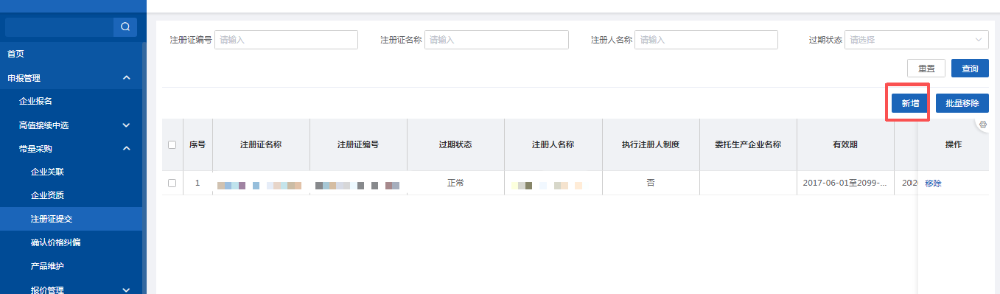 首页
申报管理
企业报名
高值接续中选
带量采购
企业关联
企业资质
注册证提交
确认价格纠偏
产品维护
报价管理
注册证编号 请输入 注册证名称 请输入 注册人名称 请输入 过期状态 请选择
重置 查询
新增 批量移除
序号 注册证名称 注册证编号 过期状态 注册人名称 执行注册人制度 委托生产企业名称 有效期 操作
1 正常 否 2017-06-01至2099-... 202 移除